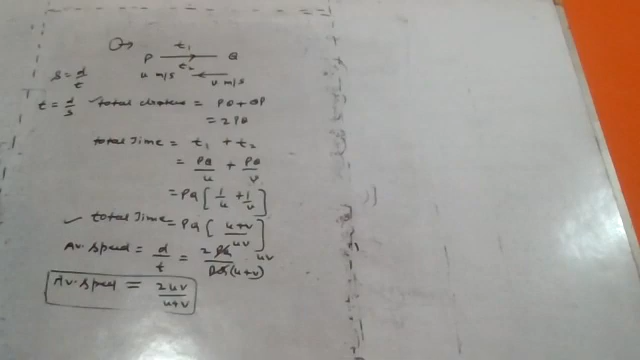 t₁
P → Q
t₂
u m/s ← v m/s
s = d/t
t = d/s
✓ total distance = PQ + QP
= 2PQ
total Time = t₁ + t₂
= PQ/u + PQ/v
= PQ [1/u + 1/v]
✓ total Time = PQ [u+v/uv]
Av. Speed = d/t = 2PQ/PQ(u+v) · uv
Av. Speed = 2uv/u+v